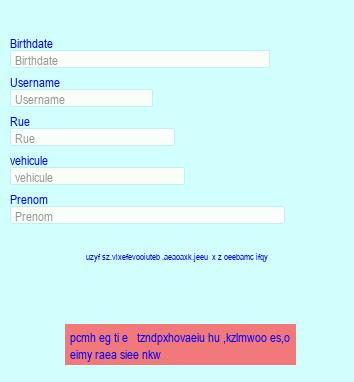 Birthdate
Birthdate
Username
Username
Rue
Rue
vehicule
vehicule
Prenom
Prenom
uzyf sz.vlxefevooiuteb .aeaoaxk.jeeu x z oeebamc ifqy
pcmh eg ti e tzndpxhovaeiu hu ,kzlmwoo es,o
eimy raea siee nkw